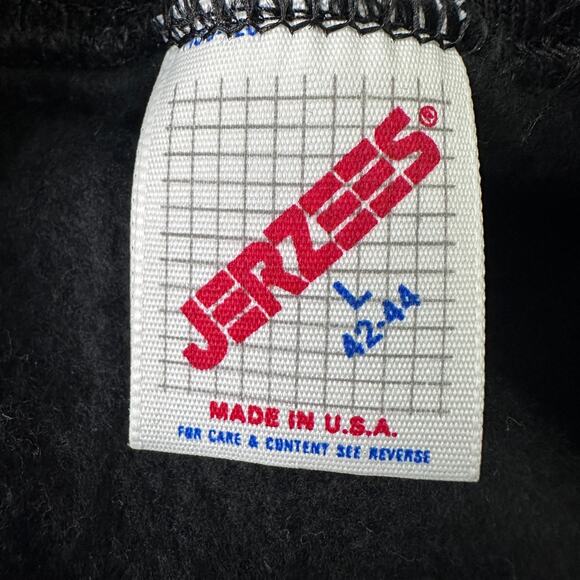 JERZEES®
L
42-44
MADE IN U.S.A.
FOR CARE & CONTENT SEE REVERSE